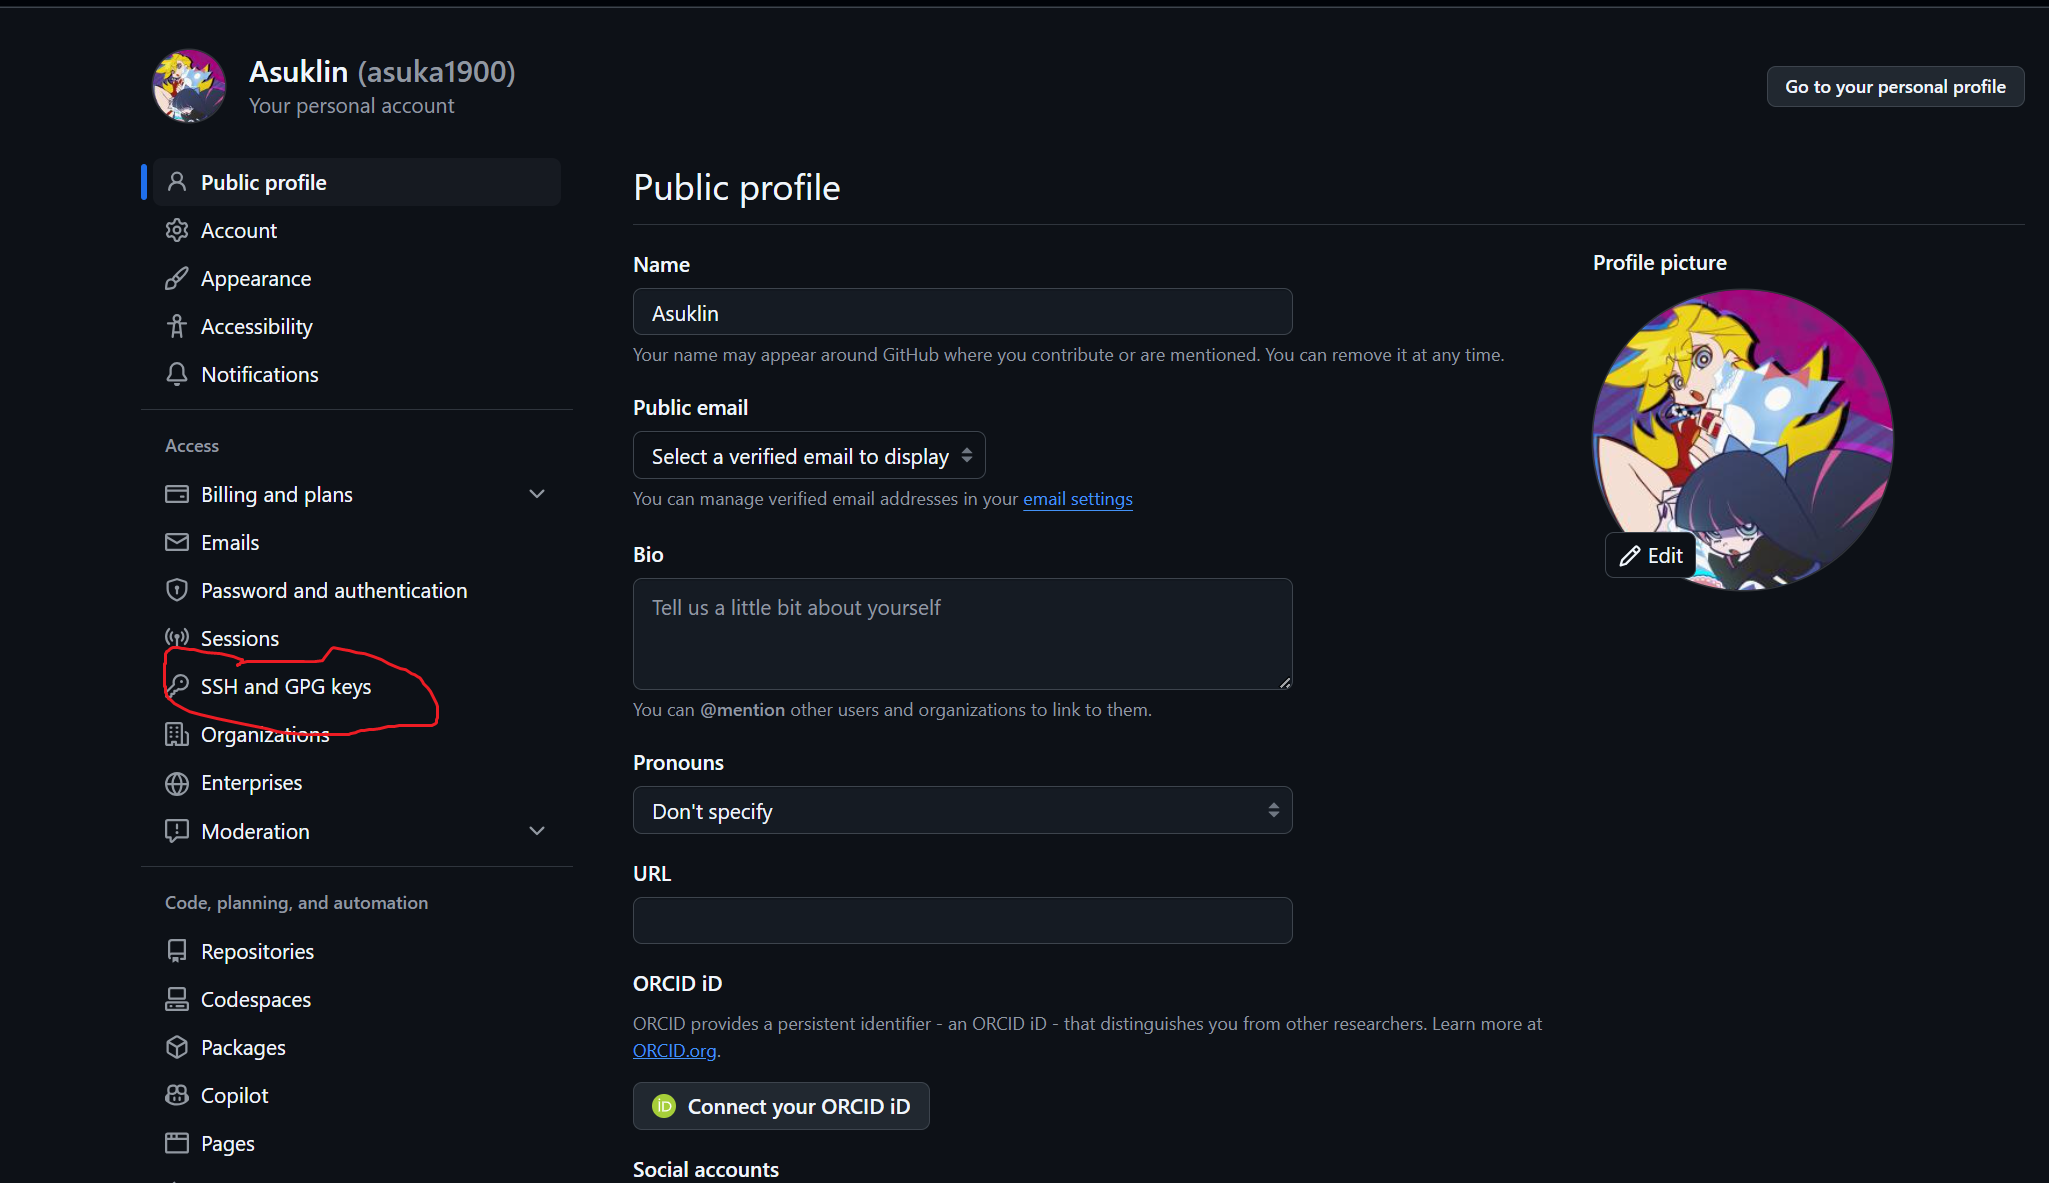 Asuklin (asuka1900)
Your personal account
Go to your personal profile
Public profile
Account
Appearance
Accessibility
Notifications
Access
Billing and plans
Emails
Password and authentication
Sessions
SSH and GPG keys
Organizations
Enterprises
Moderation
Code, planning, and automation
Repositories
Codespaces
Packages
Copilot
Pages
Public profile
Name
Asuklin
Your name may appear around GitHub where you contribute or are mentioned. You can remove it at any time.
Public email
Select a verified email to display
You can manage verified email addresses in your email settings
Bio
Tell us a little bit about yourself
You can @mention other users and organizations to link to them.
Pronouns
Don't specify
URL
ORCID iD
ORCID provides a persistent identifier - an ORCID iD - that distinguishes you from other researchers. Learn more at
ORCID.org.
iD Connect your ORCID iD
Social accounts
Profile picture
Edit